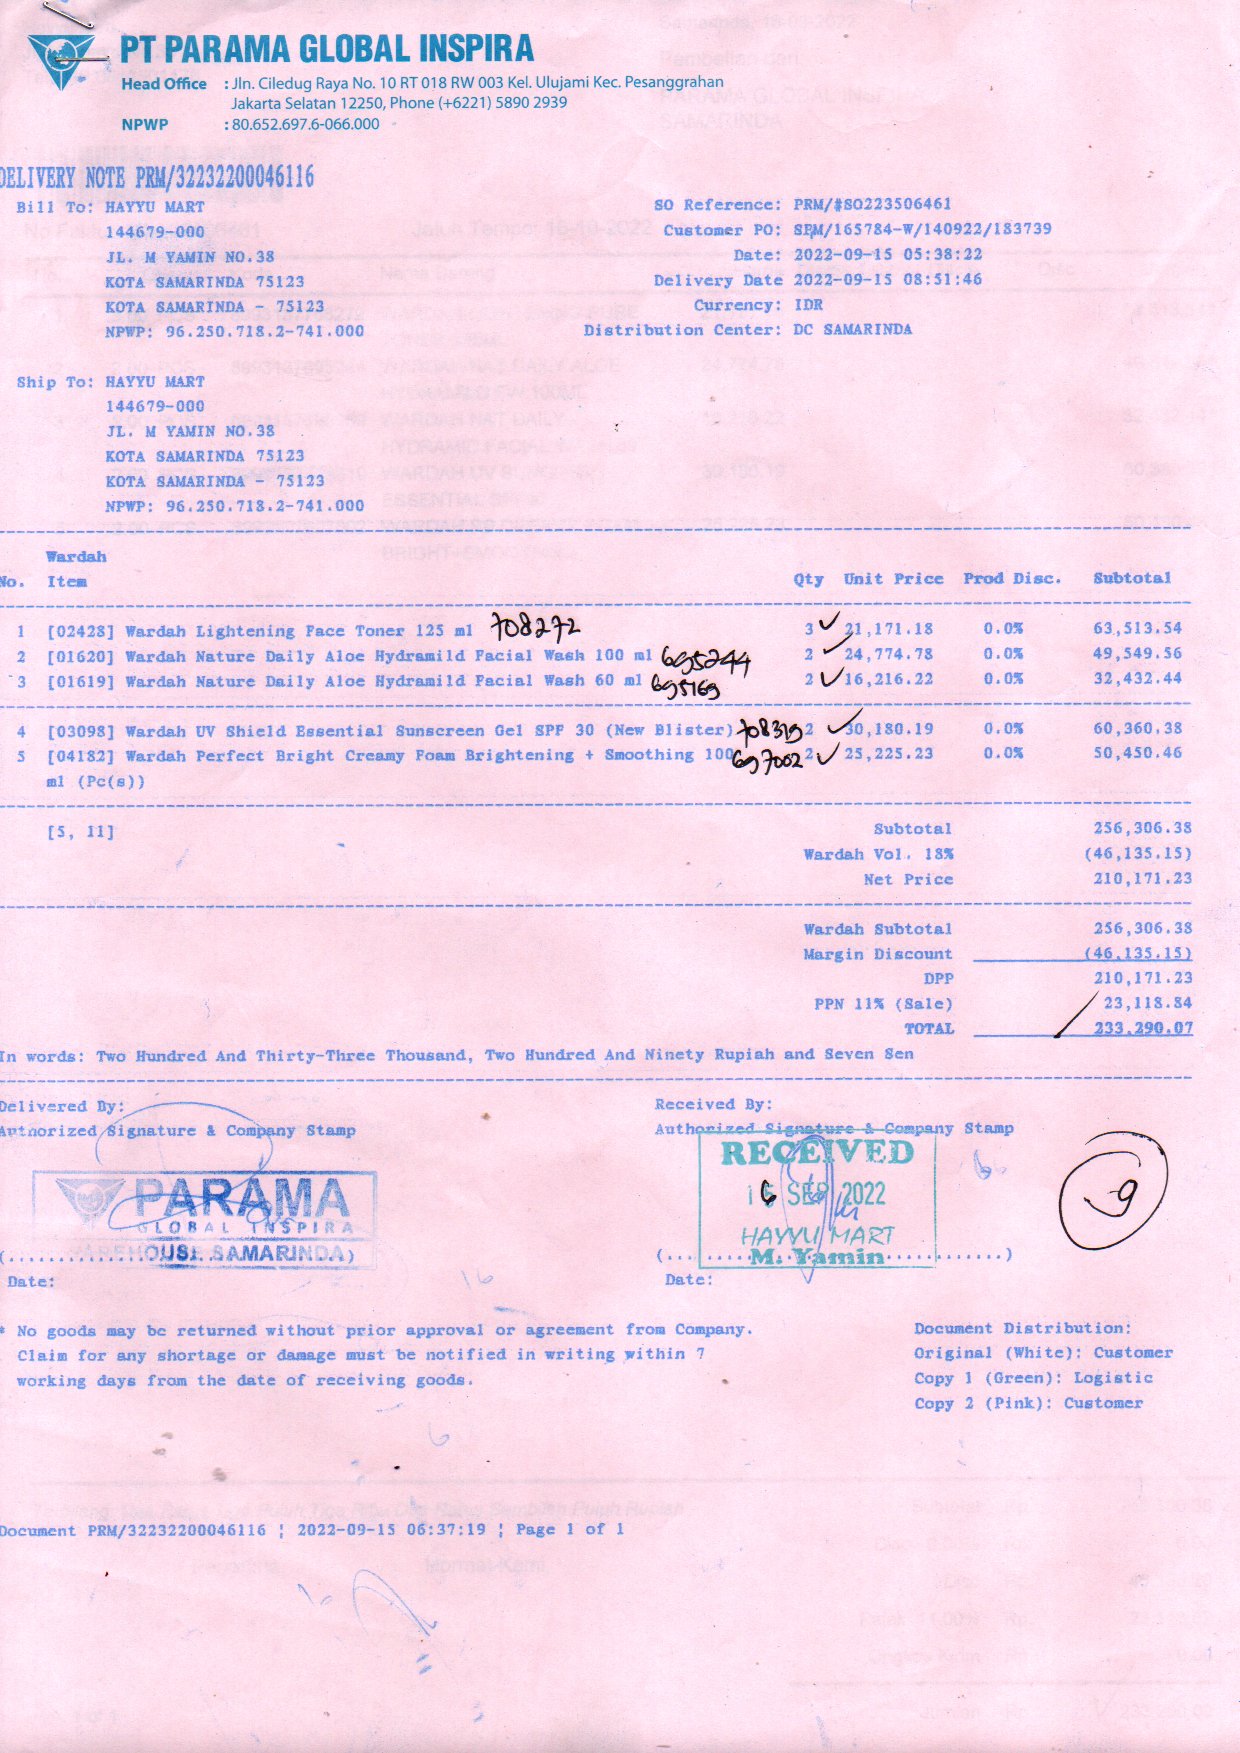 PT PARAMA GLOBAL INSPIRA
Head Office : Jln. Ciledug Raya No. 10 RT 018 RW 003 Kel. Ulujami Kec. Pesanggrahan
Jakarta Selatan 12250, Phone (+6221) 5890 2939
NPWP : 80.652.697.6-066.000
DELIVERY NOTE PRM/32232200046116
Bill To: HAYYU MART
144679-000
JL. M YAMIN NO.38
KOTA SAMARINDA 75123
KOTA SAMARINDA - 75123
NPWP: 96.250.718.2-741.000
SO Reference: PRM/#SO223506461
Customer PO: SPM/165784-W/140922/183739
Date: 2022-09-15 05:38:22
Delivery Date 2022-09-15 08:51:46
Currency: IDR
Distribution Center: DC SAMARINDA
Ship To: HAYYU MART
144679-000
JL. M YAMIN NO.38
KOTA SAMARINDA 75123
KOTA SAMARINDA - 75123
NPWP: 96.250.718.2-741.000
Wardah
No. Item Qty Unit Price Prod Disc. Subtotal
1 [02428] Wardah Lightening Face Toner 125 ml 708272 3 21,171.18 0.0% 63,513.54
2 [01620] Wardah Nature Daily Aloe Hydramild Facial Wash 100 ml 695244 2 24,774.78 0.0% 49,549.56
3 [01619] Wardah Nature Daily Aloe Hydramild Facial Wash 60 ml 695169 2 16,216.22 0.0% 32,432.44
4 [03098] Wardah UV Shield Essential Sunscreen Gel SPF 30 (New Blister) 708319 2 30,180.19 0.0% 60,360.38
5 [04182] Wardah Perfect Bright Creamy Foam Brightening + Smoothing 100 697002 2 25,225.23 0.0% 50,450.46
ml (Pc(s))
[5, 11]
Subtotal 256,306.38
Wardah Vol. 18% (46,135.15)
Net Price 210,171.23
Wardah Subtotal 256,306.38
Margin Discount (46,135.15)
DPP 210,171.23
PPN 11% (Sale) 23,118.84
TOTAL 233,290.07
In words: Two Hundred And Thirty-Three Thousand, Two Hundred And Ninety Rupiah and Seven Sen
Delivered By:
Authorized Signature & Company Stamp
PARAMA
GLOBAL INSPIRA
WAREHOUSE SAMARINDA
Date:
Received By:
Authorized Signature & Company Stamp
RECEIVED
16 SEP 2022
HAYYU MART
M. Yamin
Date:
* No goods may be returned without prior approval or agreement from Company.
Claim for any shortage or damage must be notified in writing within 7
working days from the date of receiving goods.
Document Distribution:
Original (White): Customer
Copy 1 (Green): Logistic
Copy 2 (Pink): Customer
Document PRM/32232200046116 ¦ 2022-09-15 06:37:19 ¦ Page 1 of 1